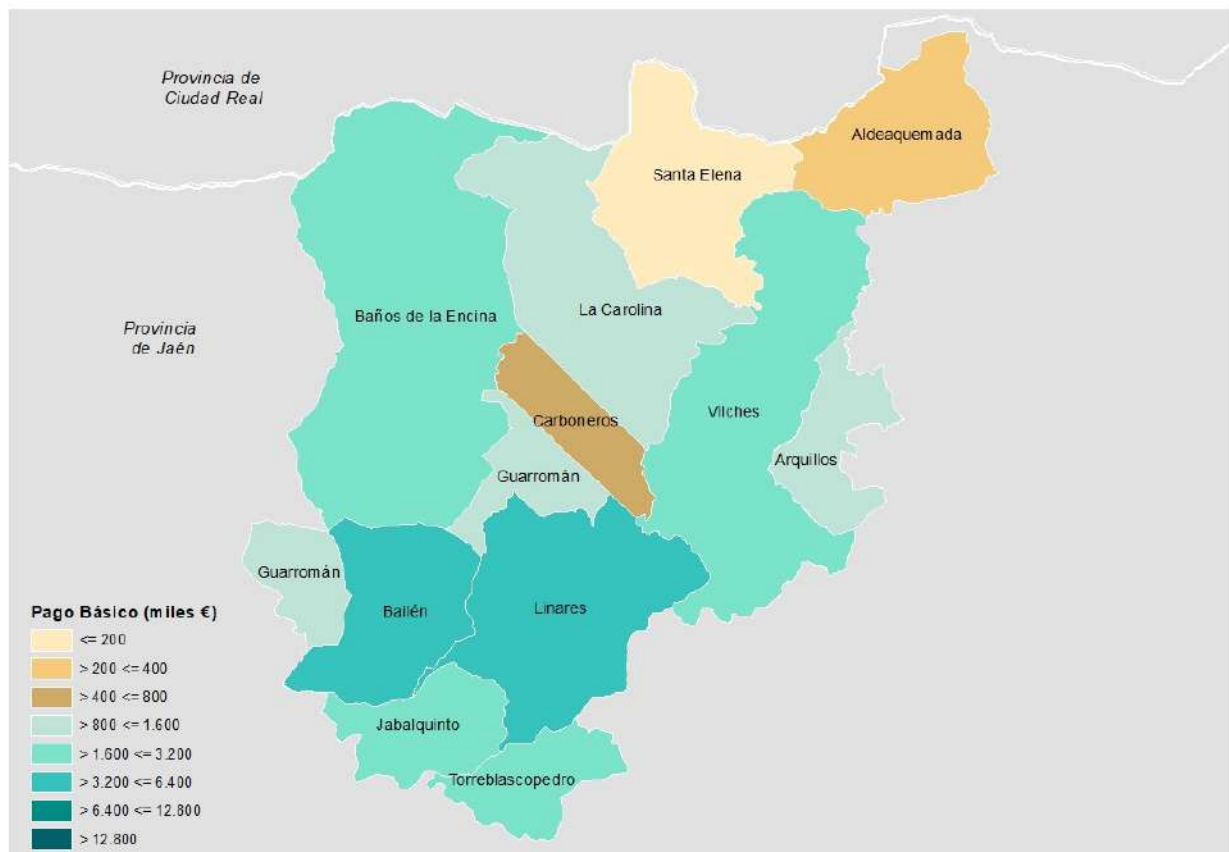 Provincia de
Ciudad Real
Aldeaquemada
Santa Elena
Baños de la Encina
La Carolina
Provincia
de Jaén
Carboneros
Vilches
Arquillos
Guarromán
Guarromán
Bailén
Linares
Jabalquinto
Torreblascopedro
Pago Básico (miles €)
<= 200
> 200 <= 400
> 400 <= 800
> 800 <= 1.600
> 1.600 <= 3.200
> 3.200 <= 6.400
> 6.400 <= 12.800
> 12.800